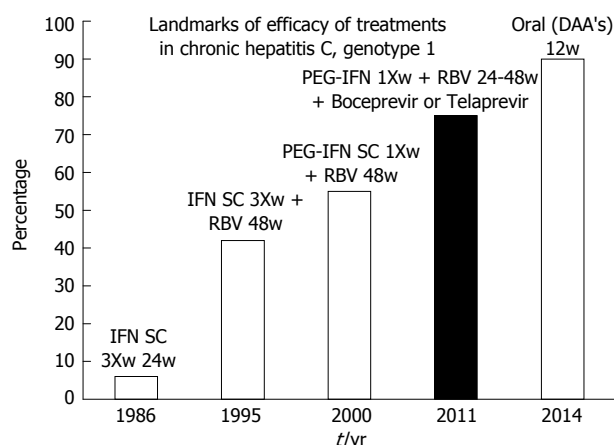 Landmarks of efficacy of treatments
in chronic hepatitis C, genotype 1
Oral (DAA's)
12w
PEG-IFN 1Xw + RBV 24-48w
+ Boceprevir or Telaprevir
PEG-IFN SC 1Xw
+ RBV 48w
IFN SC 3Xw +
RBV 48w
IFN SC
3Xw 24w
Percentage
100
90
80
70
60
50
40
30
20
10
0
1986 1995 2000 2011 2014
t/yr